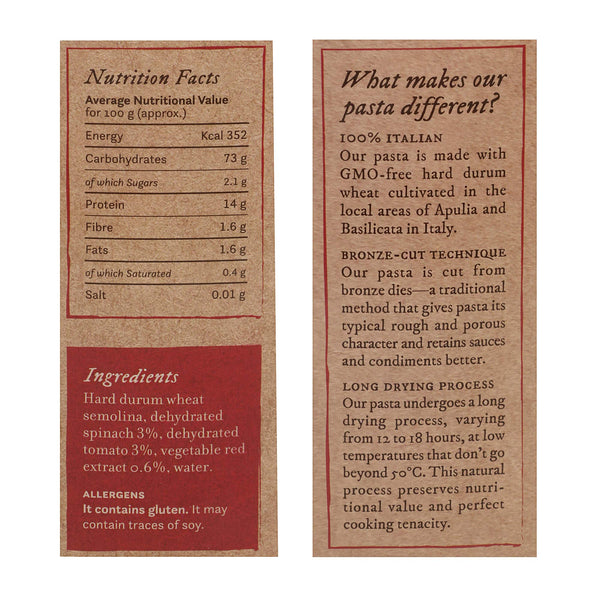 Nutrition Facts
Average Nutritional Value
for 100 g (approx.)
Energy Kcal 352
Carbohydrates 73 g
of which Sugars 2.1 g
Protein 14 g
Fibre 1.6 g
Fats 1.6 g
of which Saturated 0.4 g
Salt 0.01 g
Ingredients
Hard durum wheat
semolina, dehydrated
spinach 3%, dehydrated
tomato 3%, vegetable red
extract 0.6%, water.
ALLERGENS
It contains gluten. It may
contain traces of soy.
What makes our
pasta different?
100% ITALIAN
Our pasta is made with
GMO-free hard durum
wheat cultivated in the
local areas of Apulia and
Basilicata in Italy.
BRONZE-CUT TECHNIQUE
Our pasta is cut from
bronze dies—a traditional
method that gives pasta its
typical rough and porous
character and retains sauces
and condiments better.
LONG DRYING PROCESS
Our pasta undergoes a long
drying process, varying
from 12 to 18 hours, at low
temperatures that don't go
beyond 50°C. This natural
process preserves nutri-
tional value and perfect
cooking tenacity.